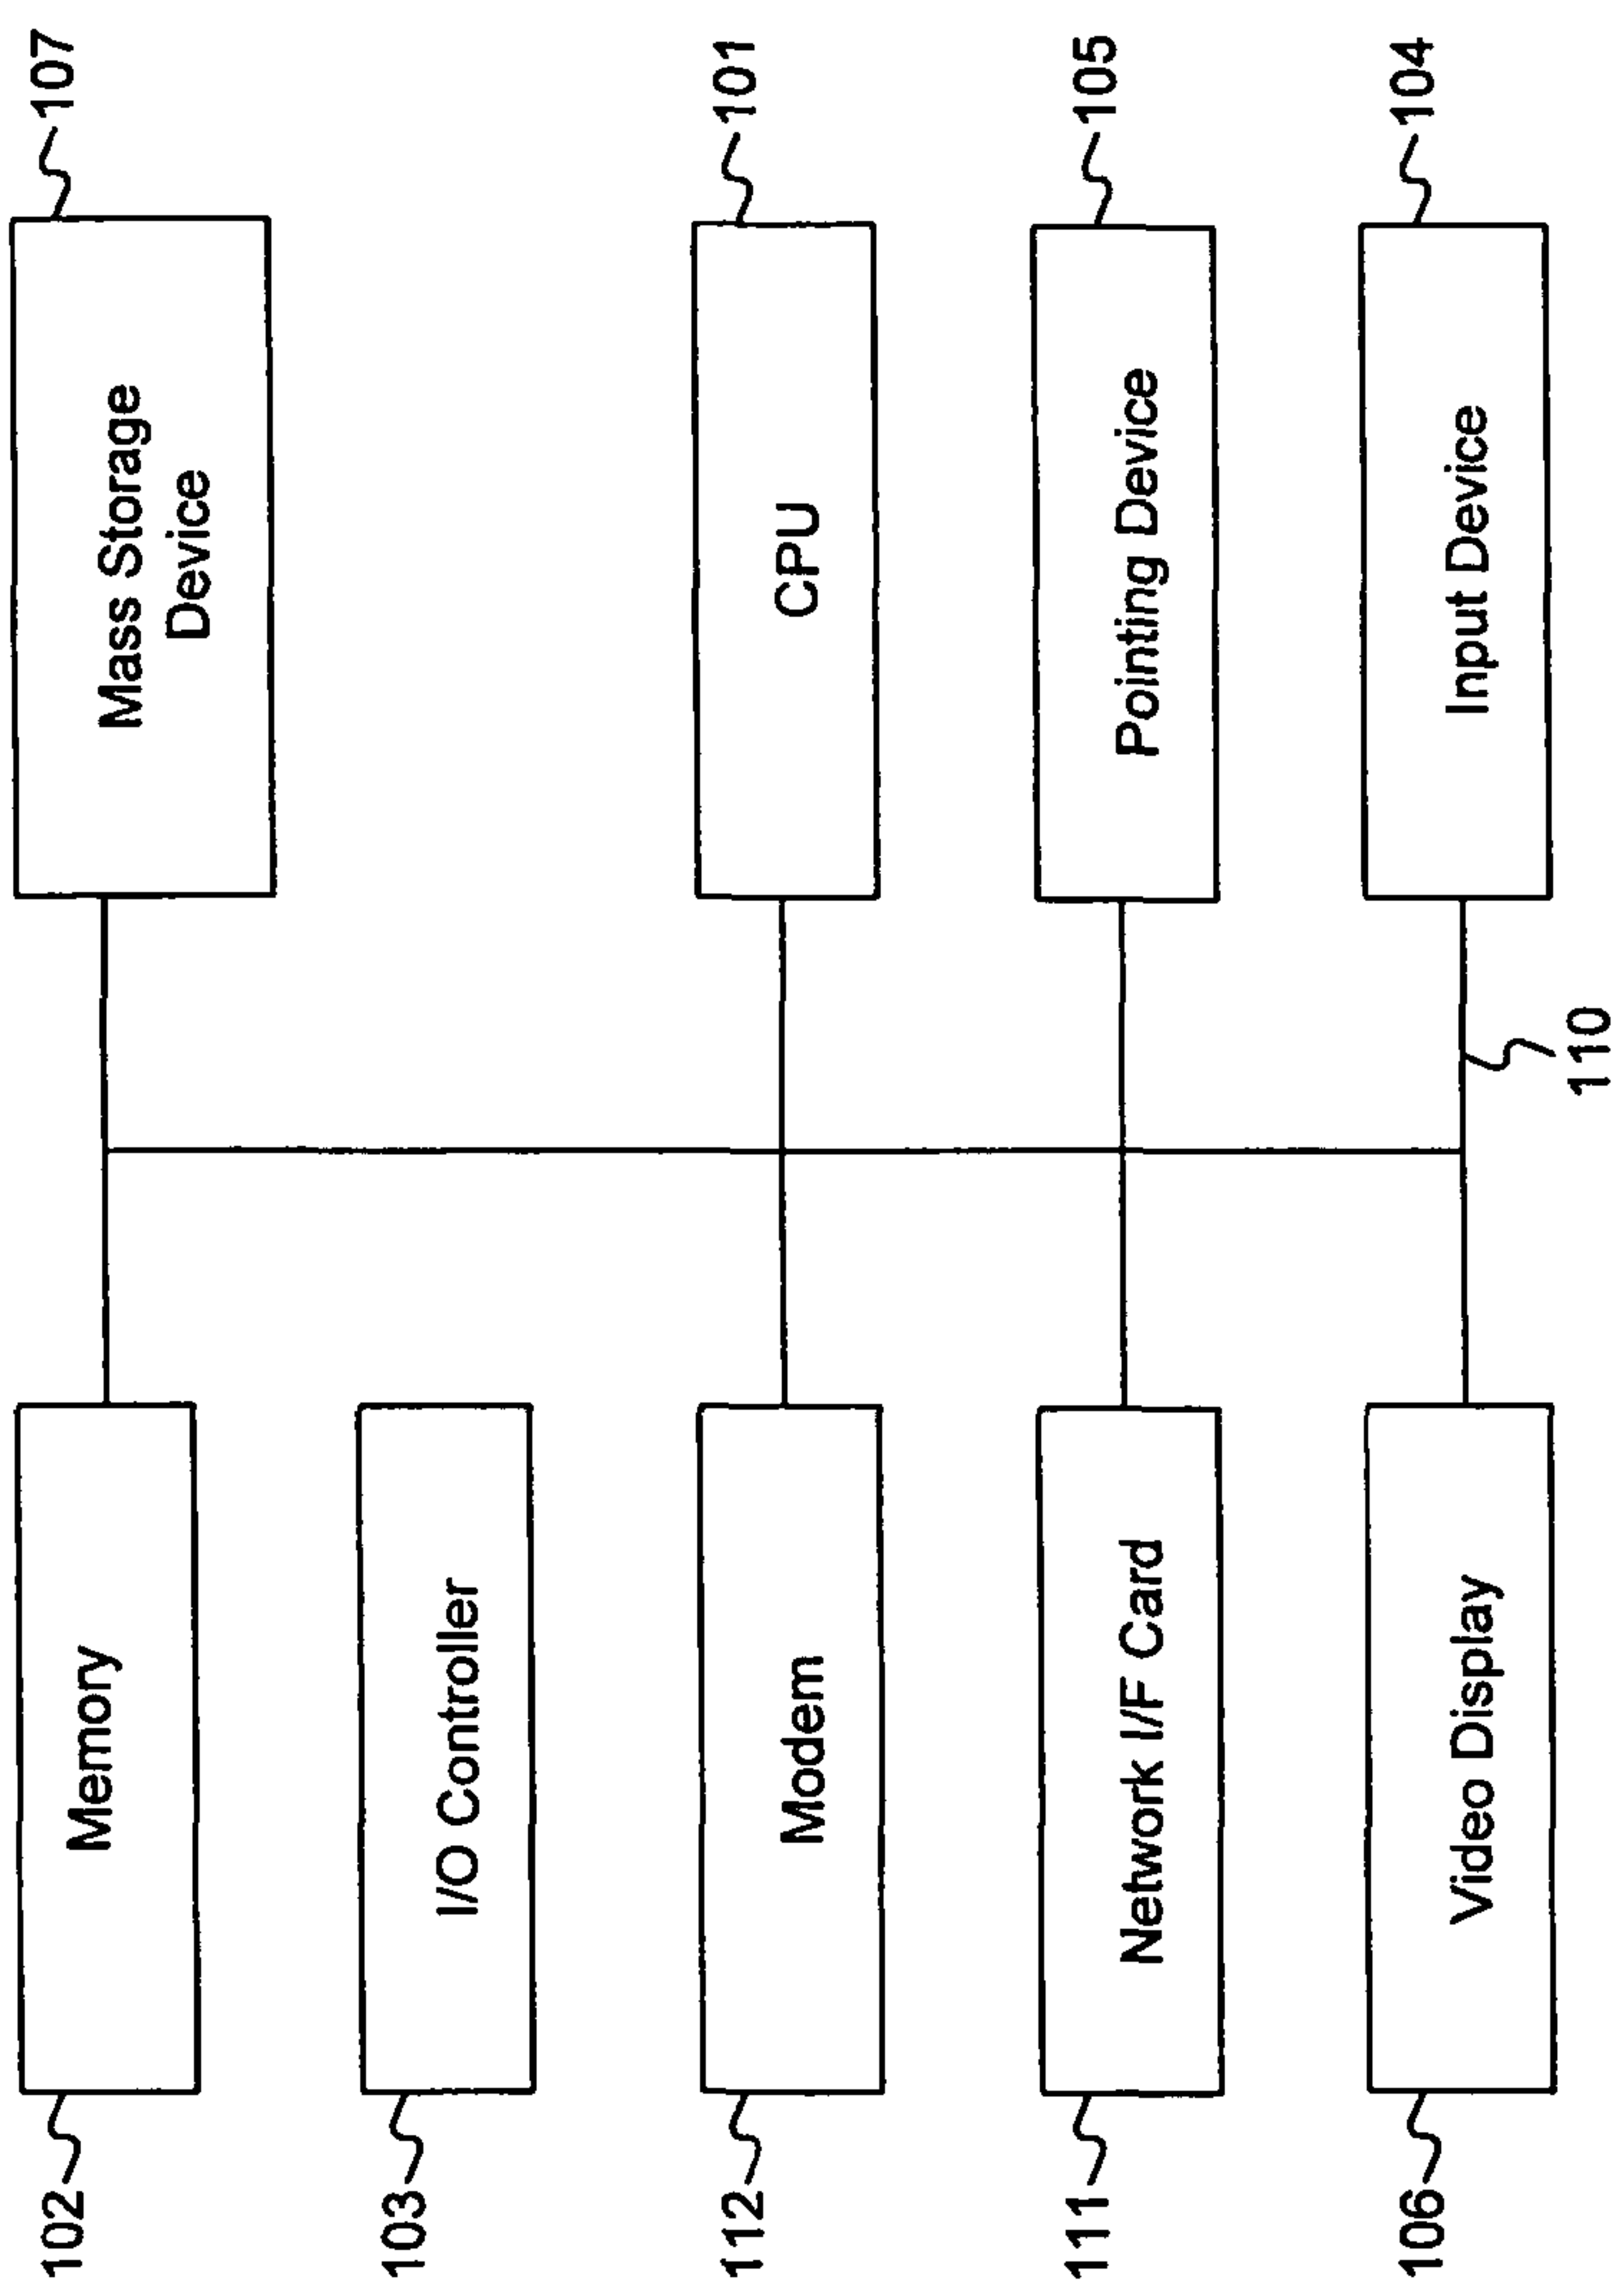 102
Memory
Mass Storage
Device
107
103
I/O Controller
112
Modem
CPU
101
111
Network I/F Card
Pointing Device
105
106
Video Display
Input Device
104
110